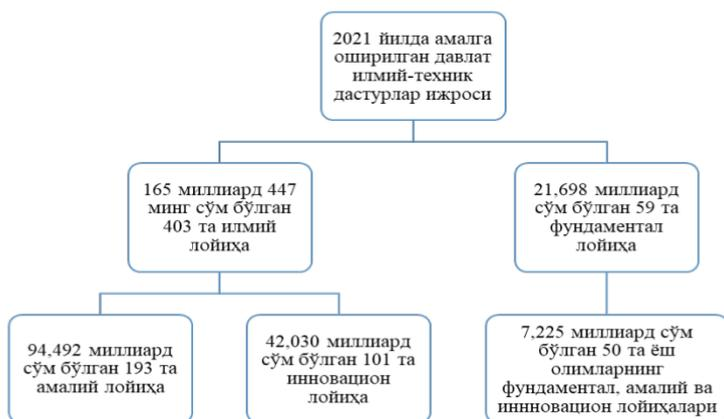 2021 йилда амалга
оширилган давлат
илмий-техник
дастурлар ижроси
165 миллиард 447
минг сўм бўлган
403 та илмий
лойиҳа
21,698 миллиард
сўм бўлган 59 та
фундаментал
лойиҳа
94,492 миллиард
сўм бўлган 193 та
амалий лойиҳа
42,030 миллиард
сўм бўлган 101 та
инновацион
лойиҳа
7,225 миллиард сўм
бўлган 50 та ёш
олимларнинг
фундаментал, амалий ва
иннновацион лойиҳалари